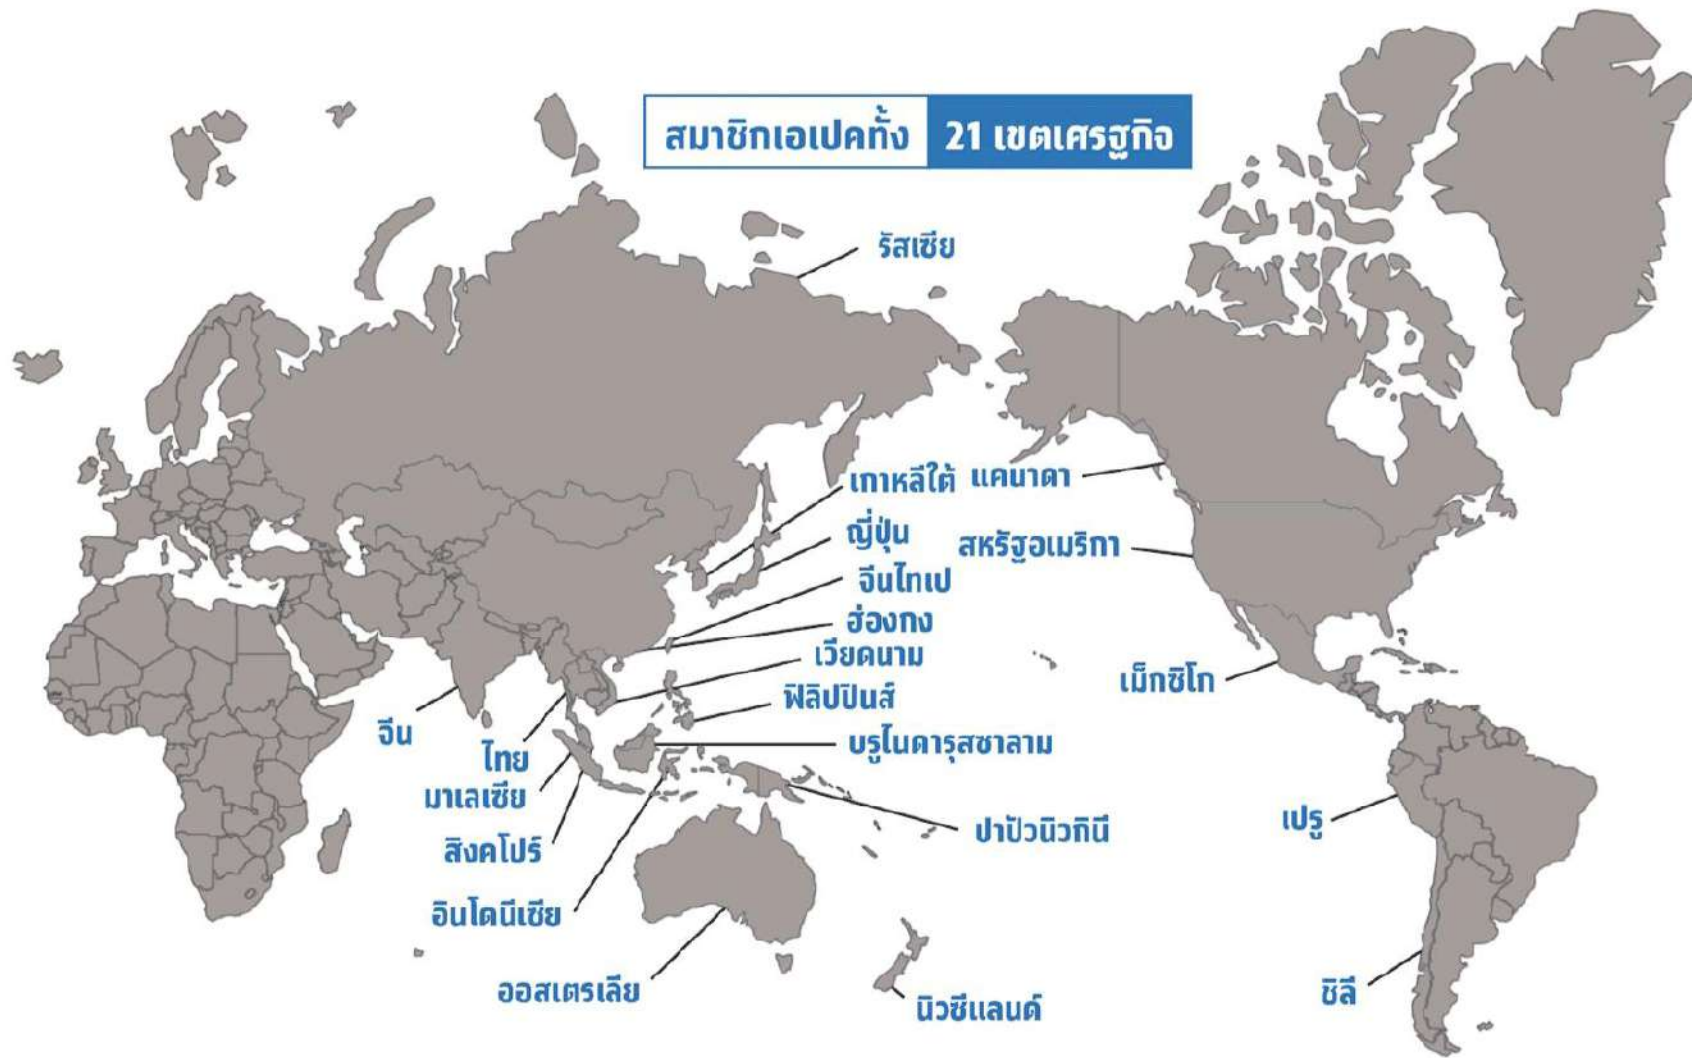 สมาชิกเอเปคทั้ง 21 เขตเศรษฐกิจ
รัสเซีย
เกาหลีใต้
แคนาดา
ญี่ปุ่น
สหรัฐอเมริกา
จีนไทเป
ฮ่องกง
เวียดนาม
เม็กซิโก
ฟิลิปปินส์
จีน
บรูไนดารุสซาลาม
ไทย
มาเลเซีย
เปรู
ปาปัวนิวกินี
สิงคโปร์
อินโดนีเซีย
ออสเตรเลีย
ชิลี
นิวซีแลนด์